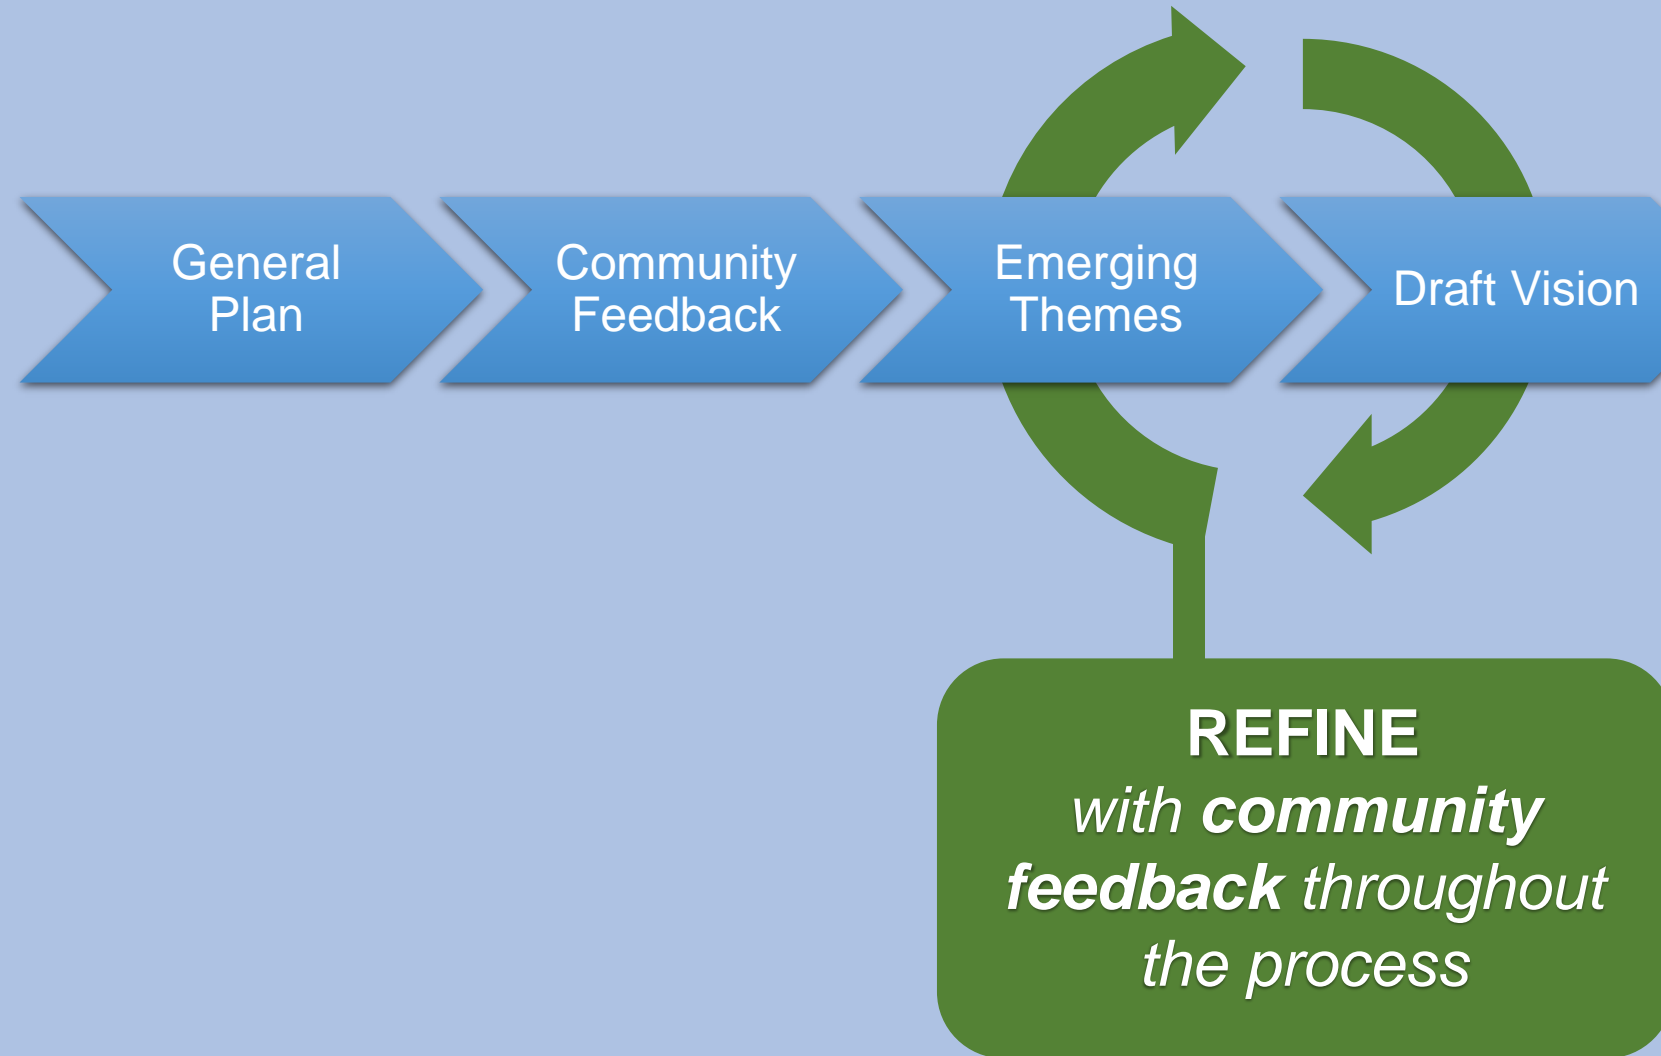 General
Plan
Community
Feedback
Emerging
Themes
Draft Vision
REFINE
with community
feedback throughout
the process